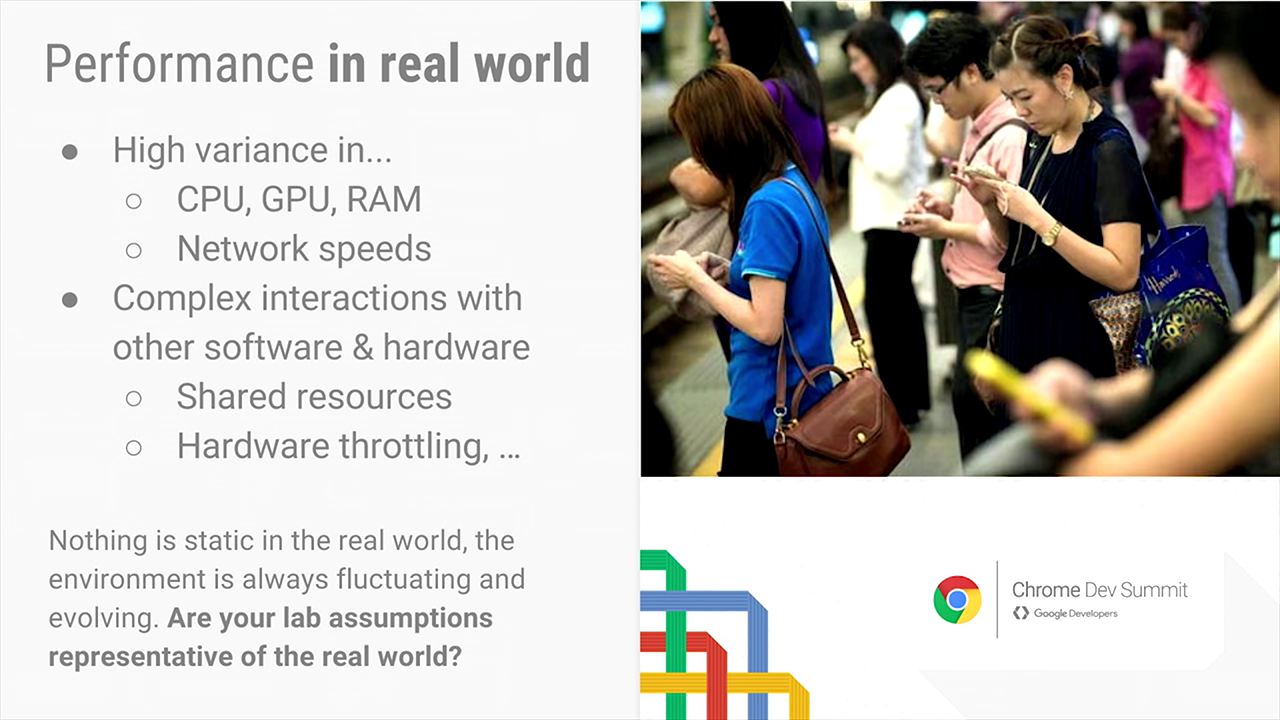 Performance in real world
● High variance in...
○ CPU, GPU, RAM
○ Network speeds
● Complex interactions with
other software & hardware
○ Shared resources
○ Hardware throttling, ...
Nothing is static in the real world, the
environment is always fluctuating and
evolving. Are your lab assumptions
representative of the real world?
Harrods
Chrome Dev Summit
Google Developers